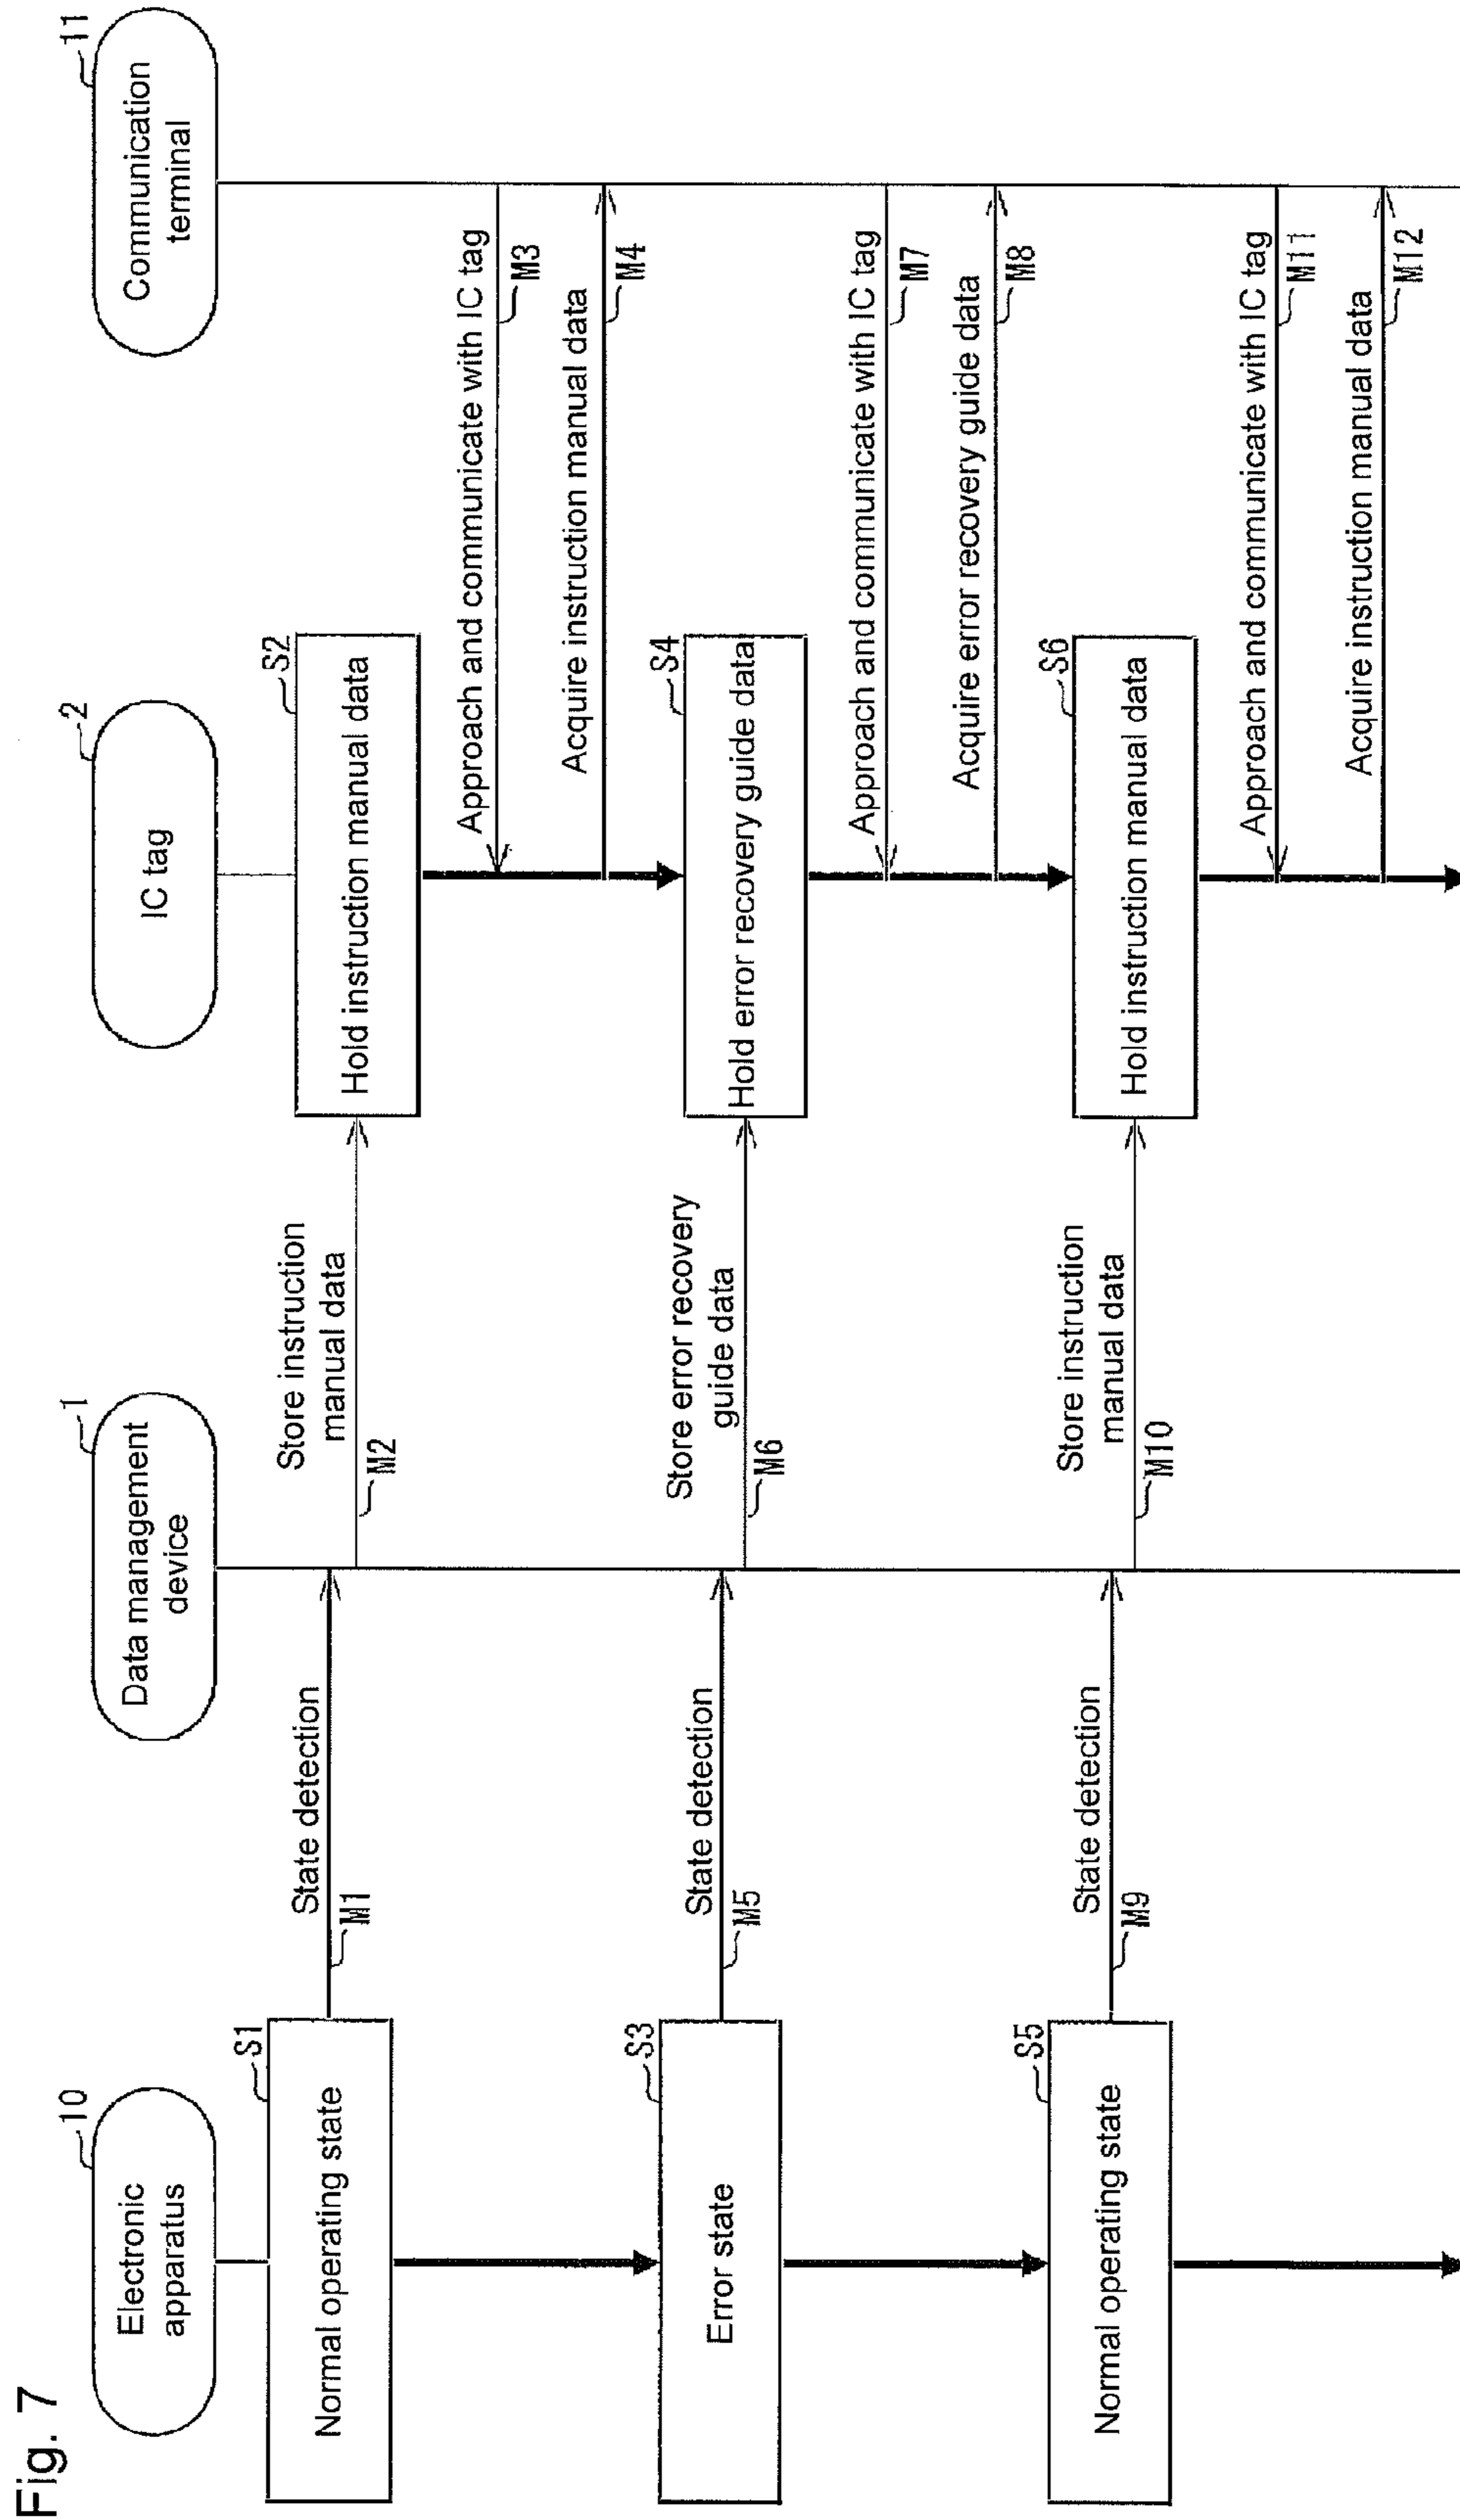 Fig. 7
10
Electronic
apparatus
1
Data management
device
2
IC tag
11
Communication
terminal
S1
Normal operating state
State detection
M1
Store instruction
manual data
M2
S2
Hold instruction manual data
Approach and communicate with IC tag
M3
Acquire instruction manual data
M4
S3
Error state
State detection
M5
Store error recovery
guide data
M6
S4
Hold error recovery guide data
Approach and communicate with IC tag
M7
Acquire error recovery guide data
M8
S5
Normal operating state
State detection
M9
Store instruction
manual data
M10
S6
Hold instruction manual data
Approach and communicate with IC tag
M11
Acquire instruction manual data
M12